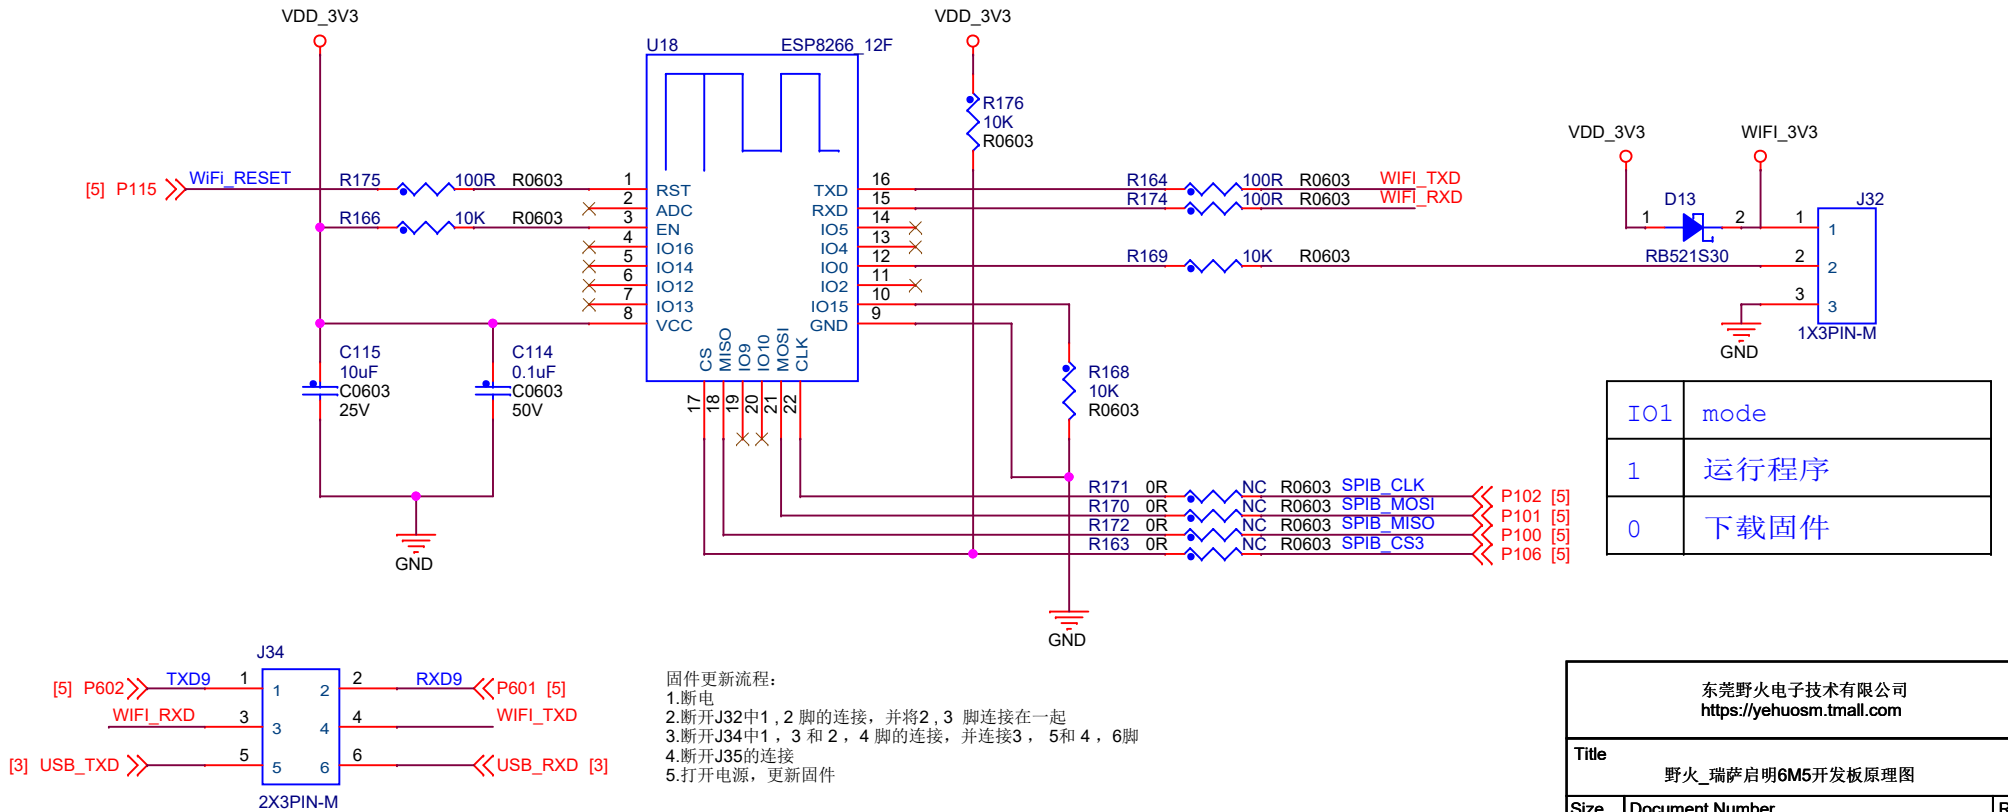 VDD_3V3
VDD_3V3
U18 ESP8266_12F
R176
10K
R0603
VDD_3V3 WIFI_3V3
[5] P115 WiFi_RESET R175 100R R0603 1 RST
2 ADC
R166 10K R0603 3 EN
4 IO16
5 IO14
6 IO12
7 IO13
8 VCC
TXD 16 R164 100R R0603 WIFI_TXD
RXD 15 R174 100R R0603 WIFI_RXD
IO5 14
IO4 13
IO0 12 R169 10K R0603
IO2 11
IO15 10
GND 9
CS MISO IO9 IO10 MOSI CLK
17 18 19 20 21 22
D13 J32
1 2 1 1
RB521S30 2 2
3 3
GND 1X3PIN-M
C115
10uF
C0603
25V
C114
0.1uF
C0603
50V
GND
R168
10K
R0603
R171 0R NC R0603 SPIB_CLK P102 [5]
R170 0R NC R0603 SPIB_MOSI P101 [5]
R172 0R NC R0603 SPIB_MISO P100 [5]
R163 0R NC R0603 SPIB_CS3 P106 [5]
GND
IO1 mode
1 运行程序
0 下载固件
J34
[5] P602 TXD9 1 1 2 2 RXD9 P601 [5]
WIFI_RXD 3 3 4 4 WIFI_TXD
[3] USB_TXD 5 5 6 6 USB_RXD [3]
2X3PIN-M
固件更新流程：
1.断电
2.断开J32中1，2 脚的连接，并将2，3 脚连接在一起
3.断开J34中1，3 和 2，4 脚的连接，并连接3，5和 4，6脚
4.断开J35的连接
5.打开电源，更新固件
东莞野火电子技术有限公司
https://yehuosm.tmall.com
Title
野火_瑞萨启明6M5开发板原理图
Size Document Number R